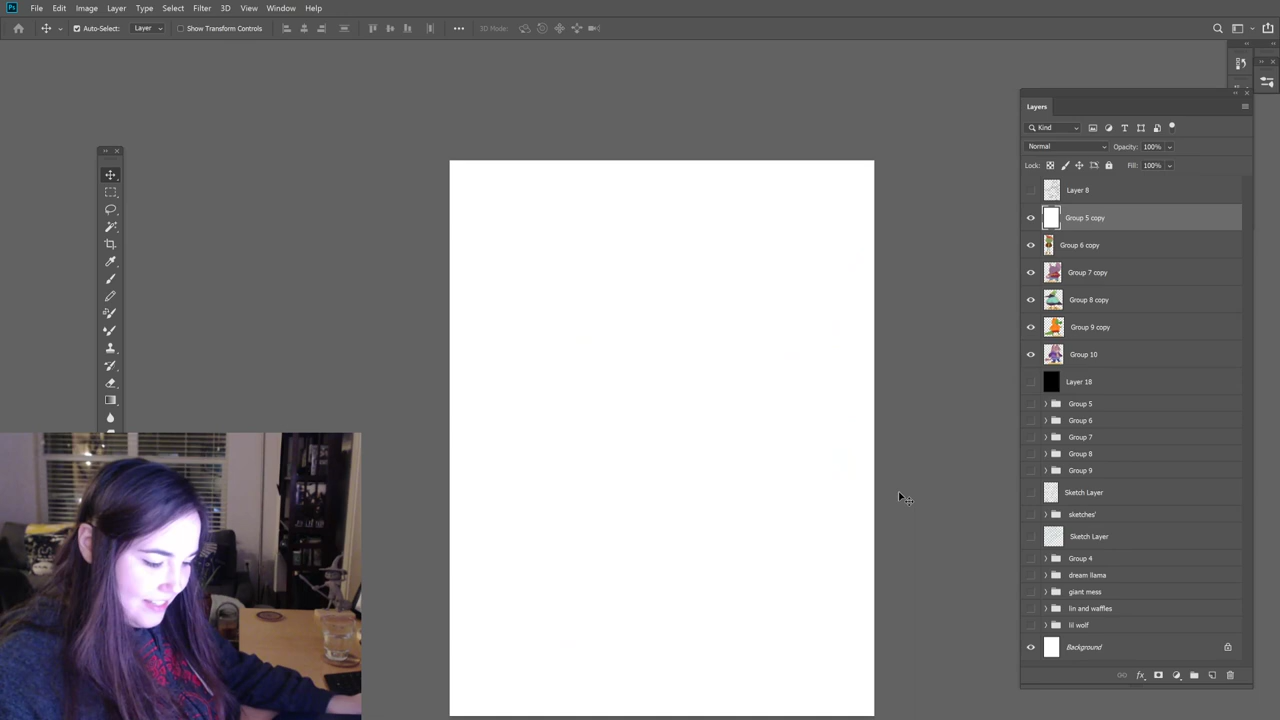 Ps File Edit Image Layer Type Select Filter 3D View Window Help
Auto-Select: Layer Show Transform Controls 3D Mode:
Layers
Kind
Normal Opacity: 100%
Lock: Fill: 100%
Layer 8
Group 5 copy
Group 6 copy
Group 7 copy
Group 8 copy
Group 9 copy
Group 10
Layer 18
Group 5
Group 6
Group 7
Group 8
Group 9
Sketch Layer
sketches'
Sketch Layer
Group 4
dream llama
giant mess
lin and waffles
lil wolf
Background
fx